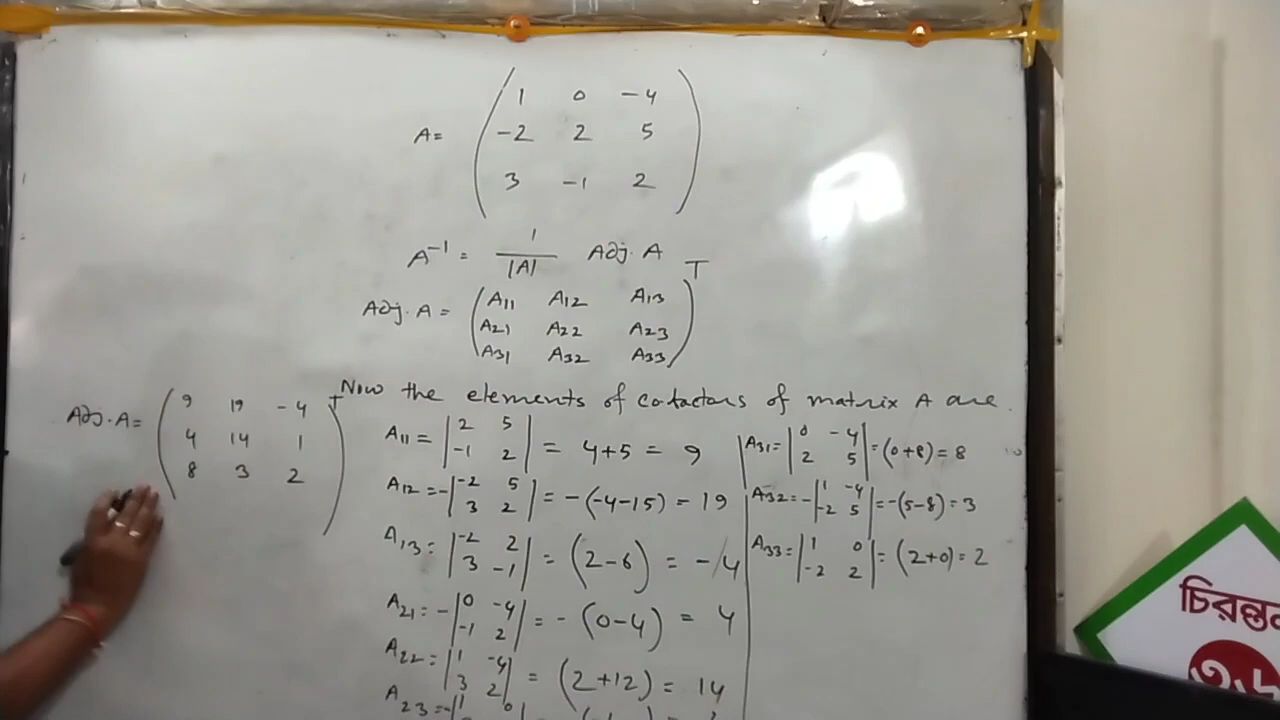 A = ( 1 0 -4
-2 2 5
3 -1 2 )
A⁻¹ = 1/|A| Adj. A
Adj. A = ( A11 A12 A13
A21 A22 A23
A31 A32 A33 ) T
Now the elements of cofactors of matrix A are.
Adj. A = ( 9 19 -4
4 14 1
8 3 2 ) T
A11 = | 2 5 -1 2 | = 4+5 = 9
A12 = - | -2 5 3 2 | = -(-4-15) = 19
A13 = | -2 2 3 -1 | = (2-6) = -4
A21 = - | 0 -4 -1 2 | = - (0-4) = 4
A22 = | 1 -4 3 2 | = (2+12) = 14
A23 = - | 1 0
A31 = | 0 -4 2 5 | = (0+8) = 8
A32 = - | 1 -4 -2 5 | = -(5-8) = 3
A33 = | 1 0 -2 2 | = (2+0) = 2
৩৬